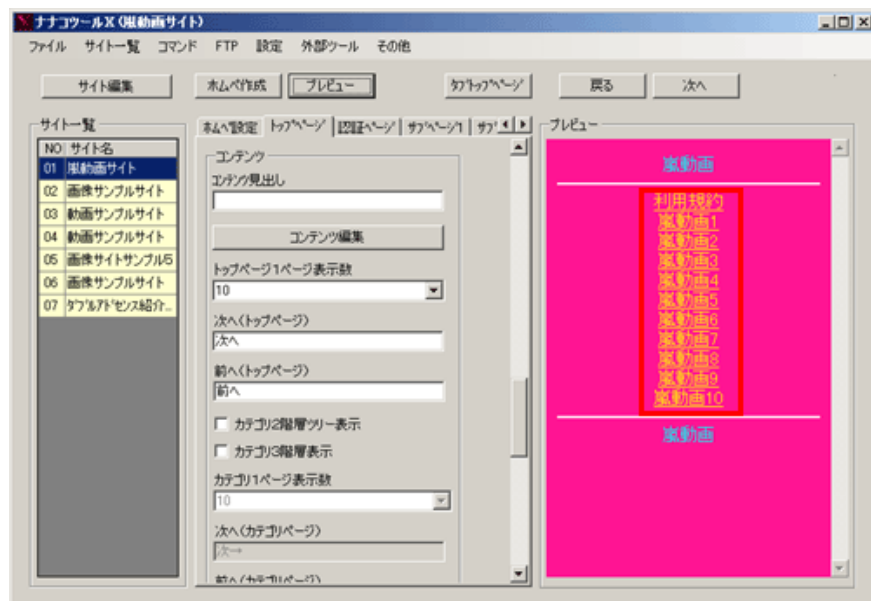 ナナコツールX (嵐動画サイト)
ファイル サイト一覧 コマンド FTP 設定 外部ツール その他
サイト編集 ホムペ作成 プレビュー タブトップページ 戻る 次へ
サイト一覧
NO サイト名
01 嵐動画サイト
02 画像サンプルサイト
03 動画サンプルサイト
04 動画サンプルサイト
05 画像サイトサンプル5
06 画像サンプルサイト
07 ダブルアドセンス紹介...
ホムペ設定 トップページ 認証ページ サブページ1 サブ
コンテンツ
コンテンツ見出し
コンテンツ編集
トップページ1ページ表示数
10
次へ(トップページ)
次へ
前へ(トップページ)
前へ
カテゴリ2階層ツリー表示
カテゴリ3階層表示
カテゴリ1ページ表示数
10
次へ(カテゴリページ)
次→
前へ(カテゴリページ)
プレビュー
嵐動画
利用規約
嵐動画1
嵐動画2
嵐動画3
嵐動画4
嵐動画5
嵐動画6
嵐動画7
嵐動画8
嵐動画9
嵐動画10
嵐動画